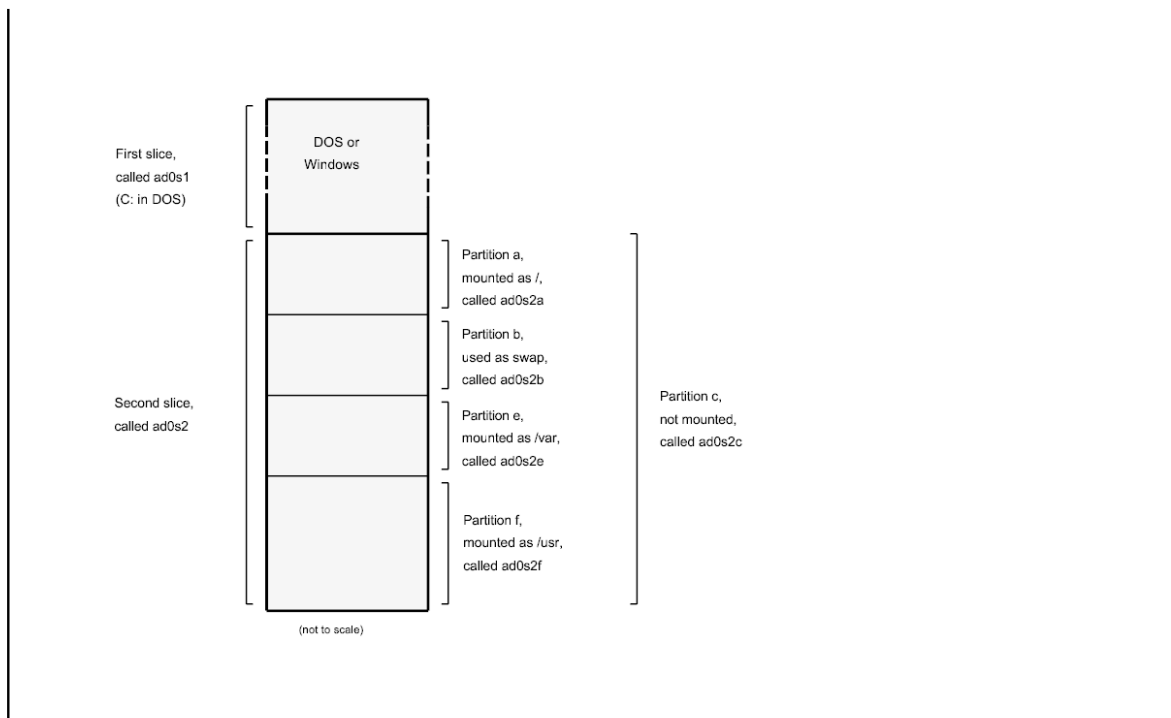 DOS or
Windows
First slice,
called ad0s1
(C: in DOS)
Partition a,
mounted as /,
called ad0s2a
Partition b,
used as swap,
called ad0s2b
Second slice,
called ad0s2
Partition e,
mounted as /var,
called ad0s2e
Partition c,
not mounted,
called ad0s2c
Partition f,
mounted as /usr,
called ad0s2f
(not to scale)